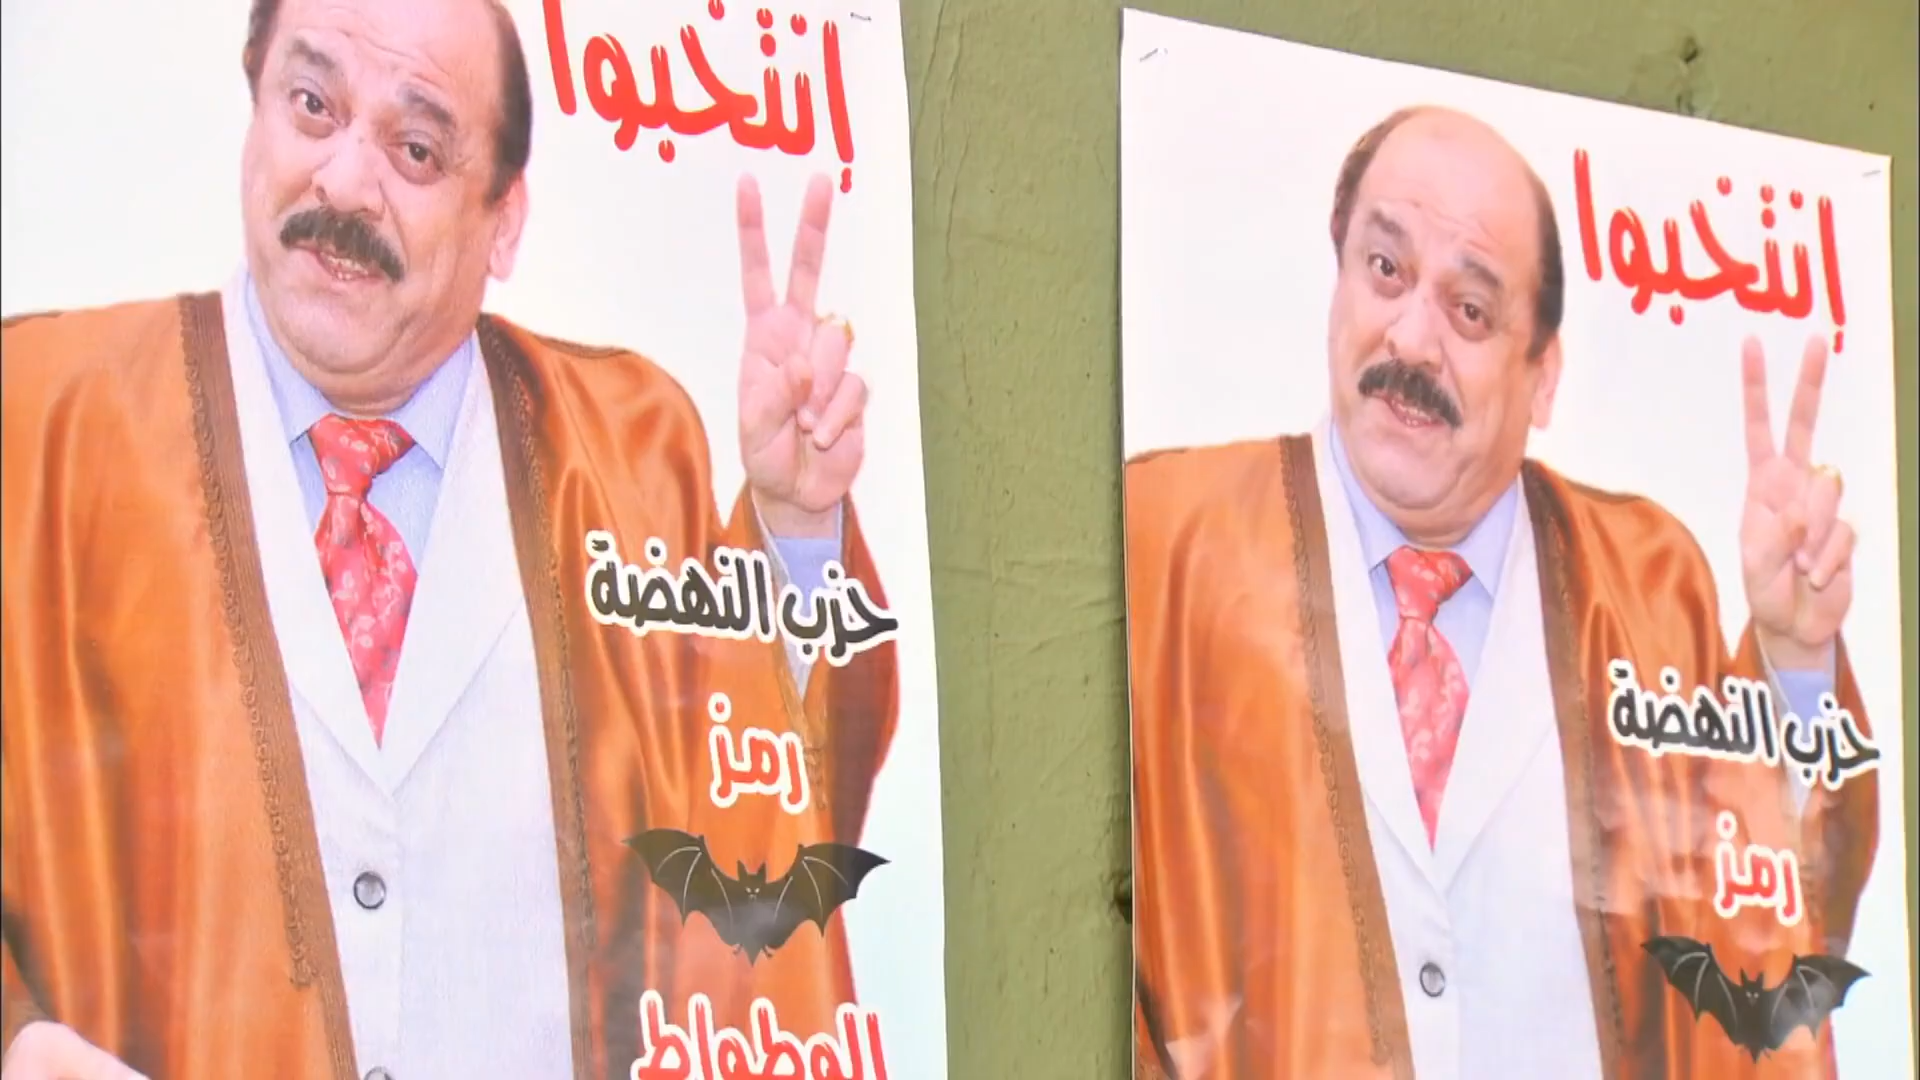 إنتخبوا
حزب النهضة
رمز
الوطواط
إنتخبوا
حزب النهضة
رمز